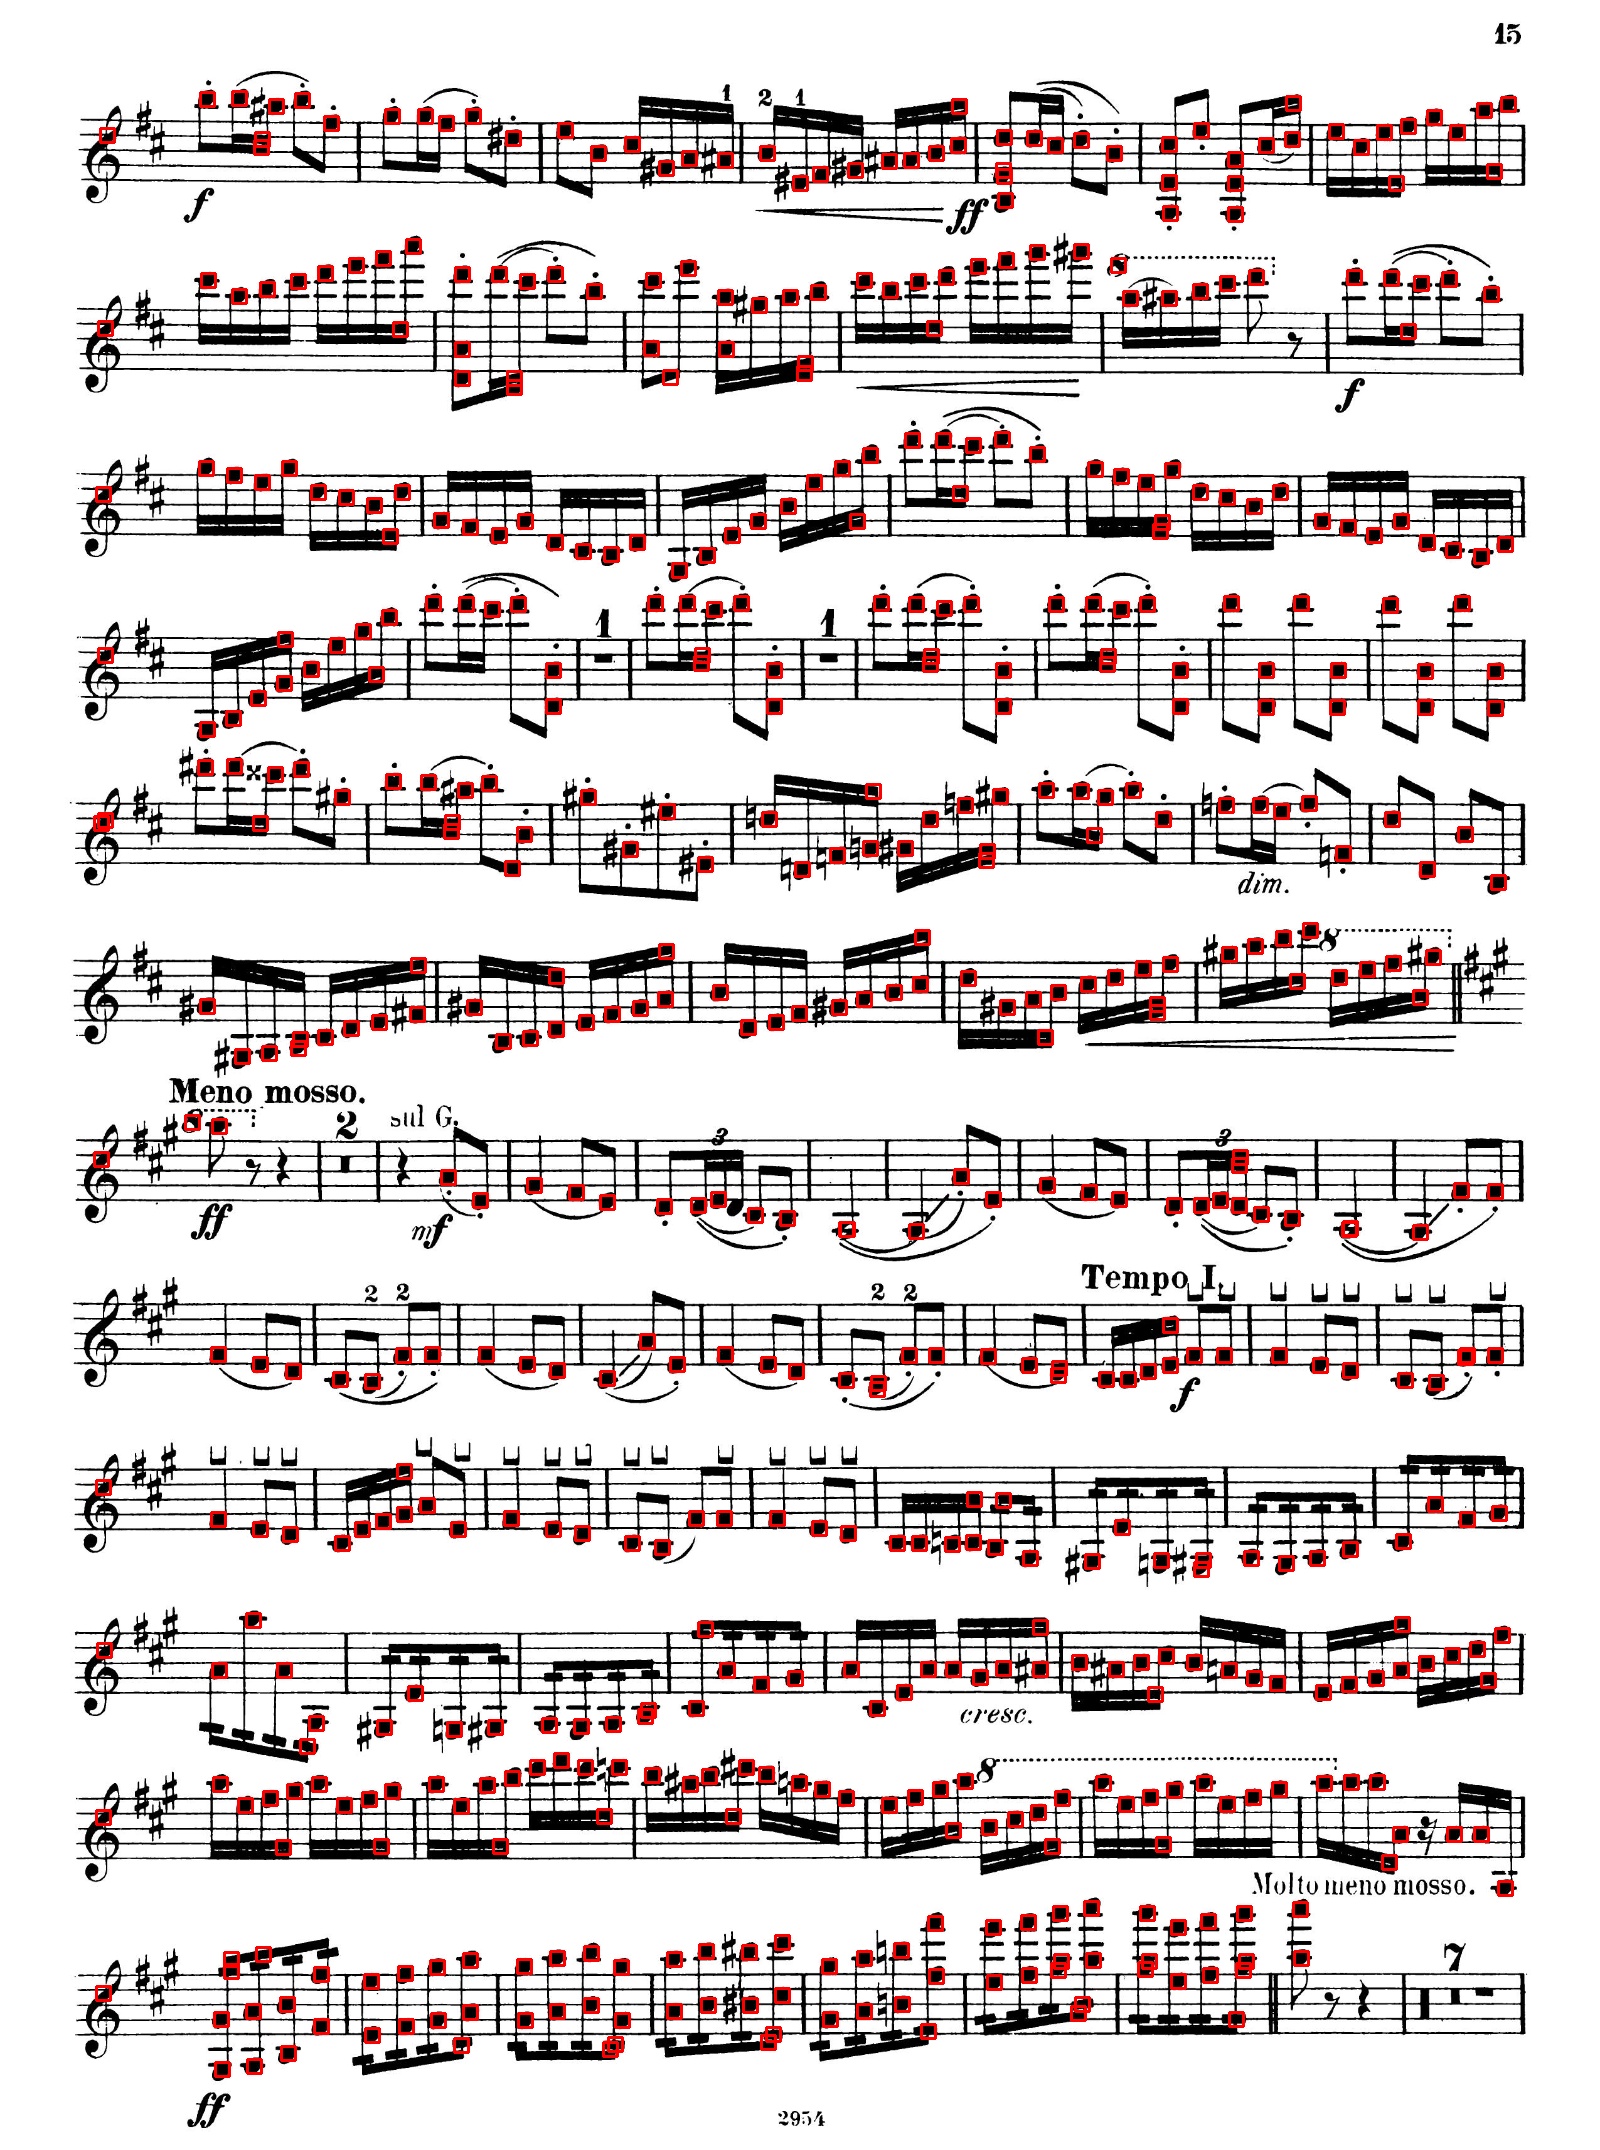 15
1 2 1
f ff
f
1 1
dim.
8
Meno mosso.
8 2 sul G. 3 3
ff mf
2 2 2 2 Tempo I.
f
cresc.
8
Molto meno mosso.
7
ff
2954